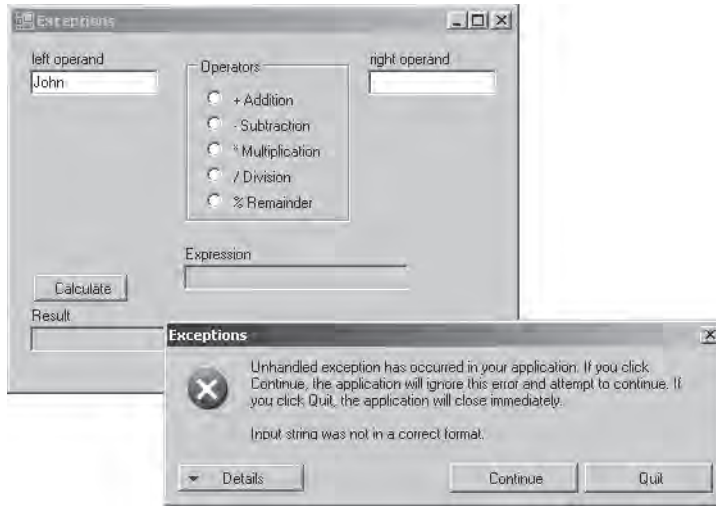 Exceptions
left operand
John
Operators
right operand
+ Addition
- Subtraction
* Multiplication
/ Division
% Remainder
Expression
Calculate
Result
Exceptions
Unhandled exception has occurred in your application. If you click
Continue, the application will ignore this error and attempt to continue. If
you click Quit, the application will close immediately.
Input string was not in a correct format.
Details
Continue
Quit